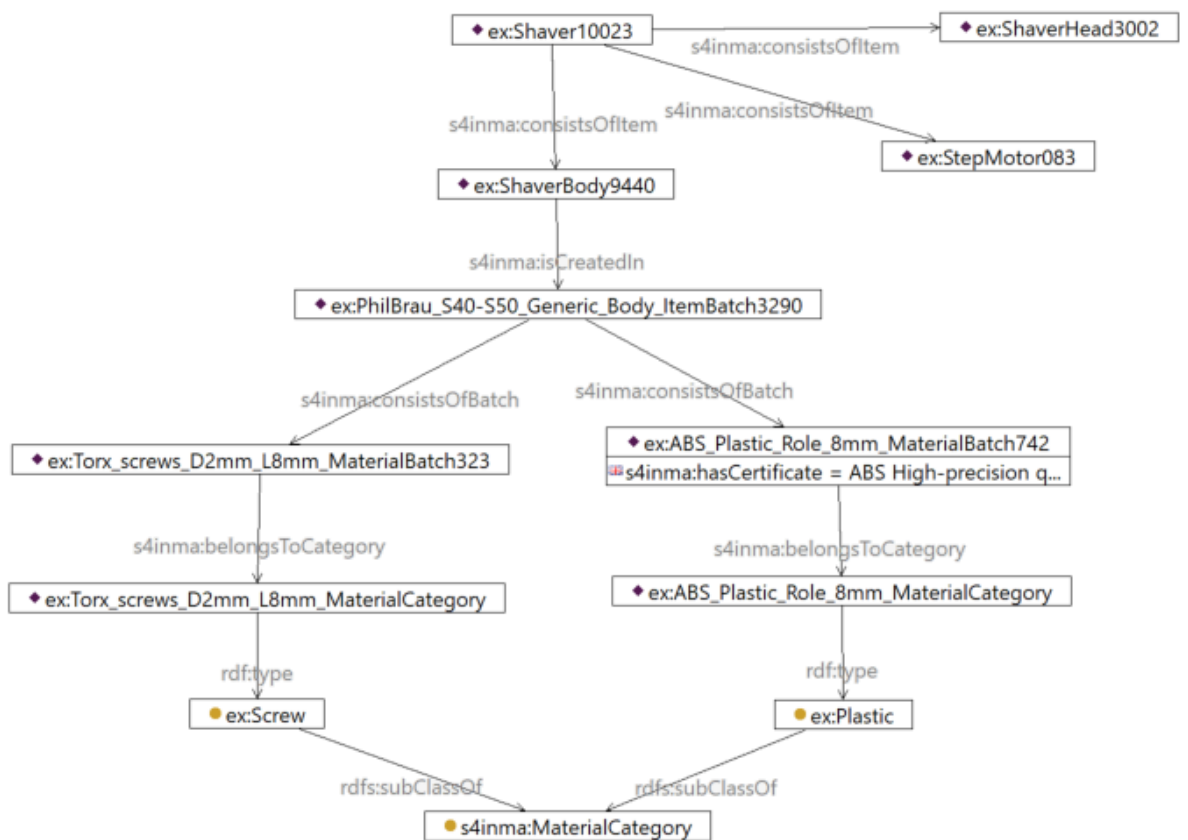 ex:Shaver10023
ex:ShaverHead3002
s4inma:consistsOfItem
s4inma:consistsOfItem
s4inma:consistsOfItem
ex:StepMotor083
ex:ShaverBody9440
s4inma:isCreatedIn
ex:PhilBrau_S40-S50_Generic_Body_ItemBatch3290
s4inma:consistsOfBatch
s4inma:consistsOfBatch
ex:Torx_screws_D2mm_L8mm_MaterialBatch323
ex:ABS_Plastic_Role_8mm_MaterialBatch742
s4inma:hasCertificate = ABS High-precision q...
s4inma:belongsToCategory
s4inma:belongsToCategory
ex:Torx_screws_D2mm_L8mm_MaterialCategory
ex:ABS_Plastic_Role_8mm_MaterialCategory
rdf:type
rdf:type
ex:Screw
ex:Plastic
rdfs:subClassOf
rdfs:subClassOf
s4inma:MaterialCategory